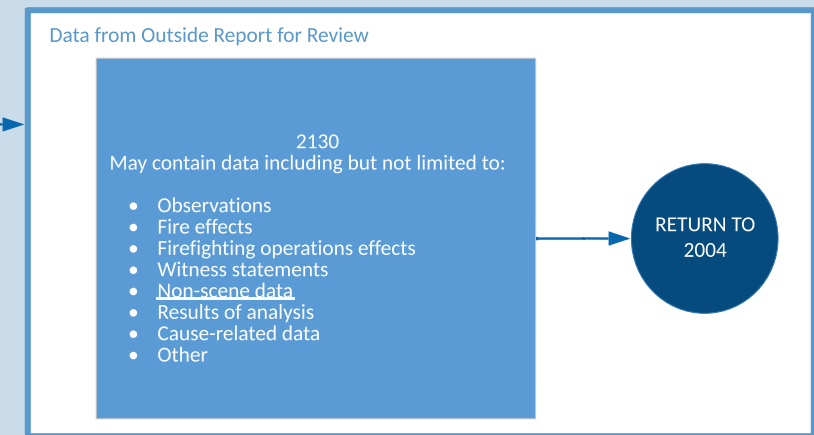 Data from Outside Report for Review
2130
May contain data including but not limited to:
• Observations
• Fire effects
• Firefighting operations effects
• Witness statements
• Non-scene data
• Results of analysis
• Cause-related data
• Other
RETURN TO
2004